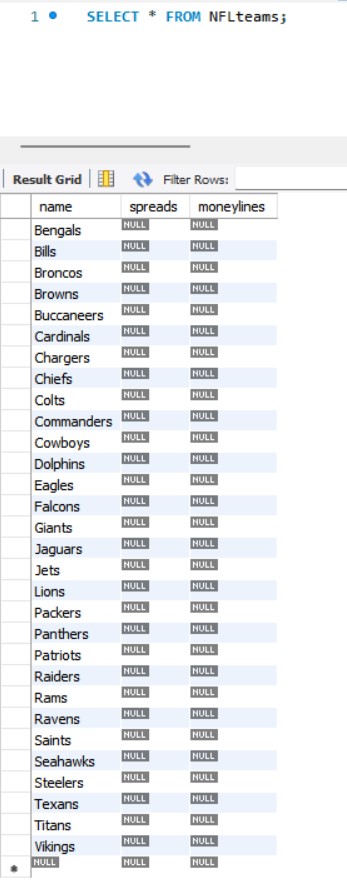 1 SELECT * FROM NFLteams;
Result Grid Filter Rows:
name spreads moneylines
Bengals NULL NULL
Bills NULL NULL
Broncos NULL NULL
Browns NULL NULL
Buccaneers NULL NULL
Cardinals NULL NULL
Chargers NULL NULL
Chiefs NULL NULL
Colts NULL NULL
Commanders NULL NULL
Cowboys NULL NULL
Dolphins NULL NULL
Eagles NULL NULL
Falcons NULL NULL
Giants NULL NULL
Jaguars NULL NULL
Jets NULL NULL
Lions NULL NULL
Packers NULL NULL
Panthers NULL NULL
Patriots NULL NULL
Raiders NULL NULL
Rams NULL NULL
Ravens NULL NULL
Saints NULL NULL
Seahawks NULL NULL
Steelers NULL NULL
Texans NULL NULL
Titans NULL NULL
Vikings NULL NULL
* NULL NULL NULL